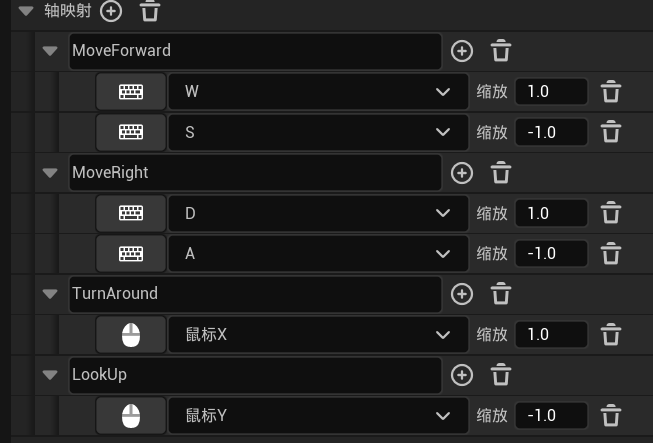 轴映射
MoveForward
W 缩放 1.0
S 缩放 -1.0
MoveRight
D 缩放 1.0
A 缩放 -1.0
TurnAround
鼠标X 缩放 1.0
LookUp
鼠标Y 缩放 -1.0